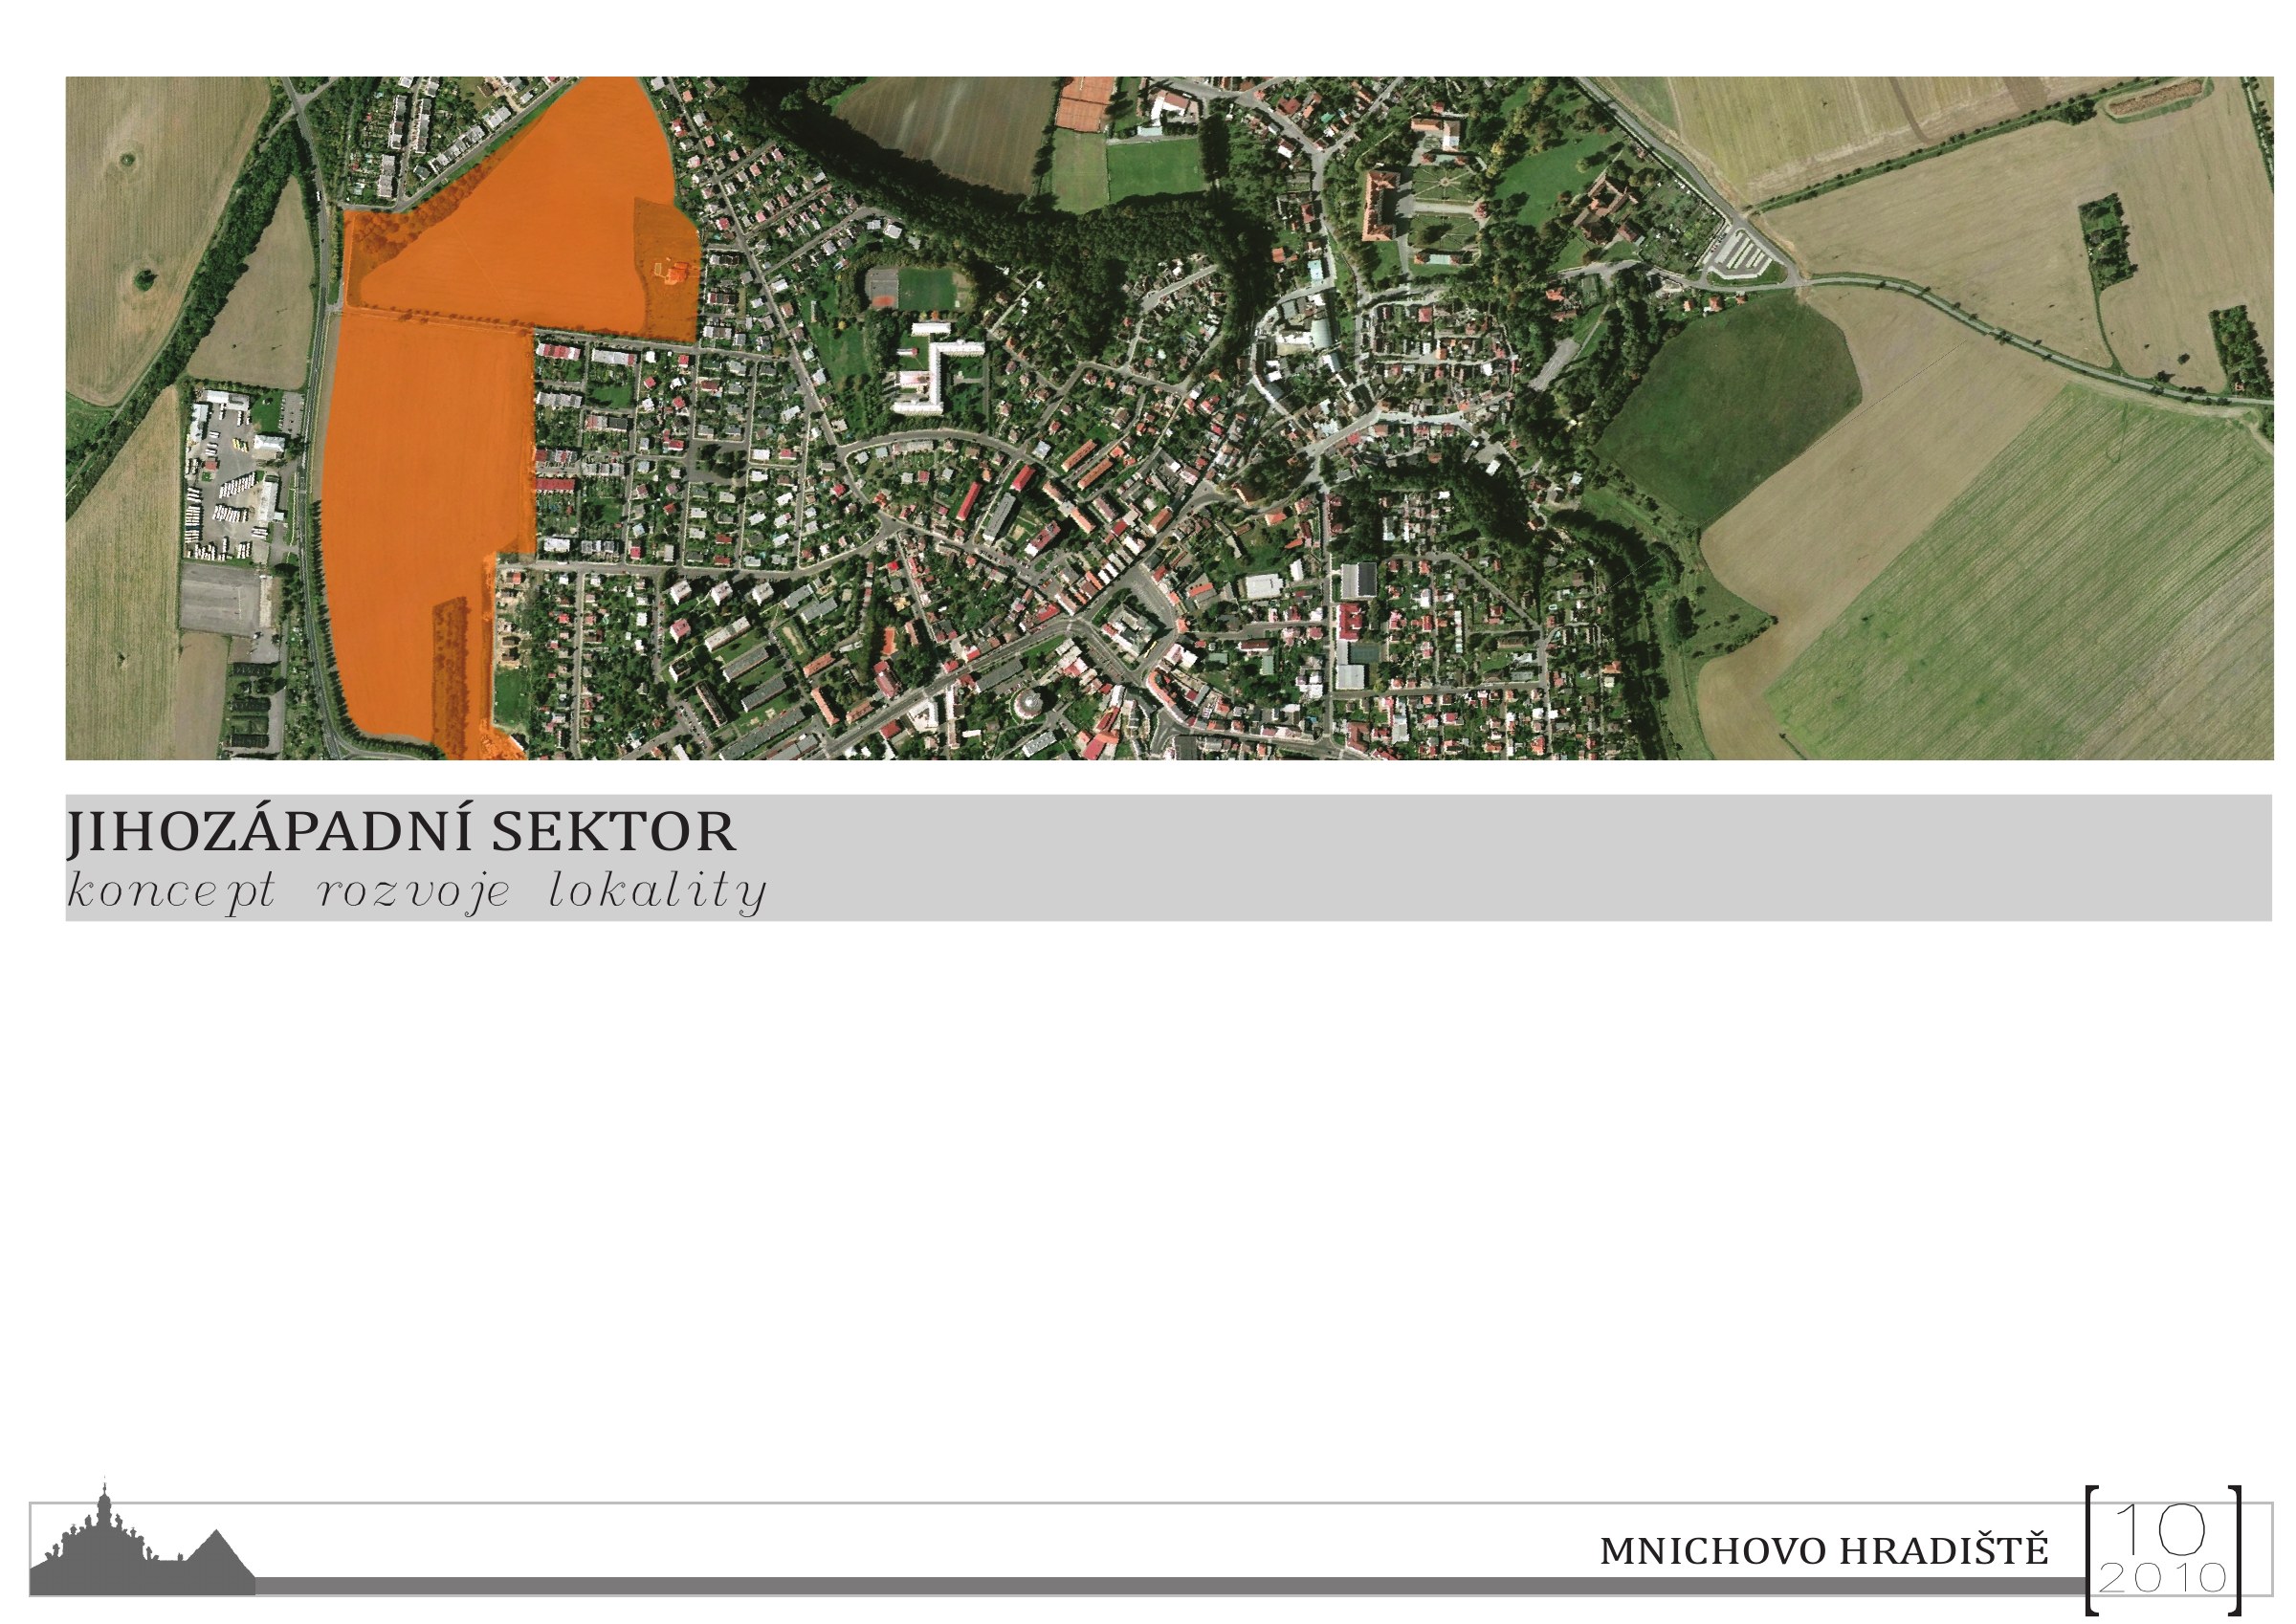 JIHOZÁPADNÍ SEKTOR
koncept rozvoje lokality
MNICHOVO HRADIŠTĚ
10
2010